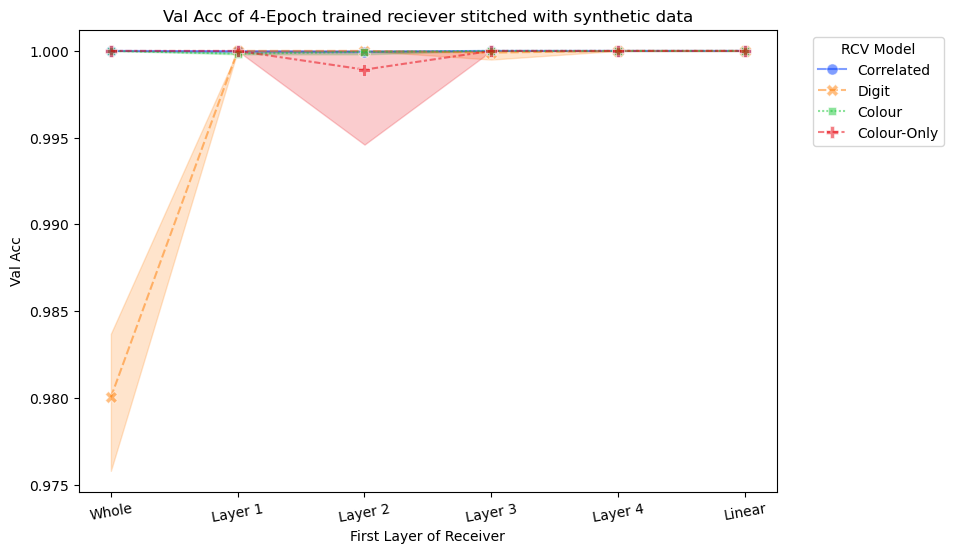 Val Acc of 4-Epoch trained reciever stitched with synthetic data
RCV Model
Correlated
Digit
Colour
Colour-Only
Val Acc
1.000
0.995
0.990
0.985
0.980
0.975
Whole
Layer 1
Layer 2
Layer 3
Layer 4
Linear
First Layer of Receiver